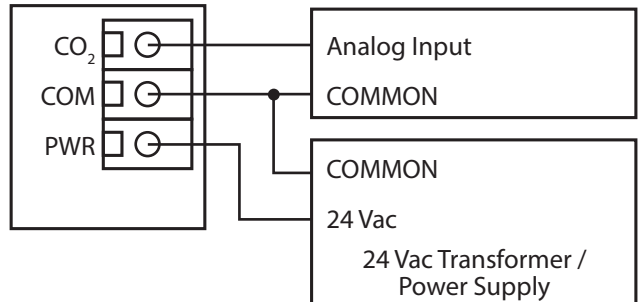 CO₂
COM
PWR
Analog Input
COMMON
COMMON
24 Vac
24 Vac Transformer /
Power Supply